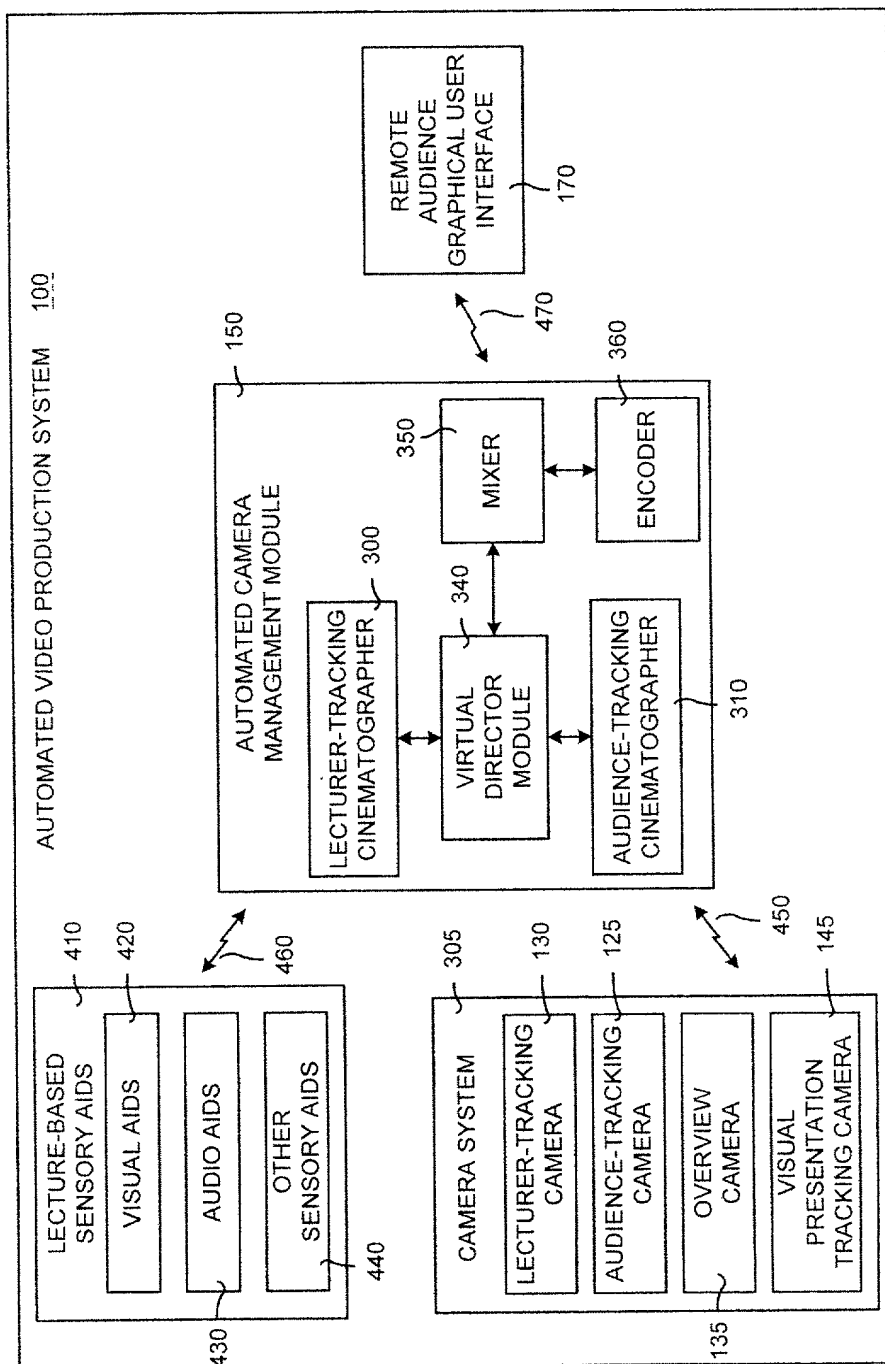 AUTOMATED VIDEO PRODUCTION SYSTEM 100
410
LECTURE-BASED
SENSORY AIDS
420
VISUAL AIDS
AUDIO AIDS
430
OTHER
SENSORY AIDS
440
460
305
CAMERA SYSTEM
130
LECTURER-TRACKING
CAMERA
125
AUDIENCE-TRACKING
CAMERA
OVERVIEW
CAMERA
135
145
VISUAL
PRESENTATION
TRACKING CAMERA
450
150
AUTOMATED CAMERA
MANAGEMENT MODULE
300
LECTURER-TRACKING
CINEMATOGRAPHER
340
VIRTUAL
DIRECTOR
MODULE
AUDIENCE-TRACKING
CINEMATOGRAPHER
310
350
MIXER
360
ENCODER
470
REMOTE
AUDIENCE
GRAPHICAL USER
INTERFACE
170